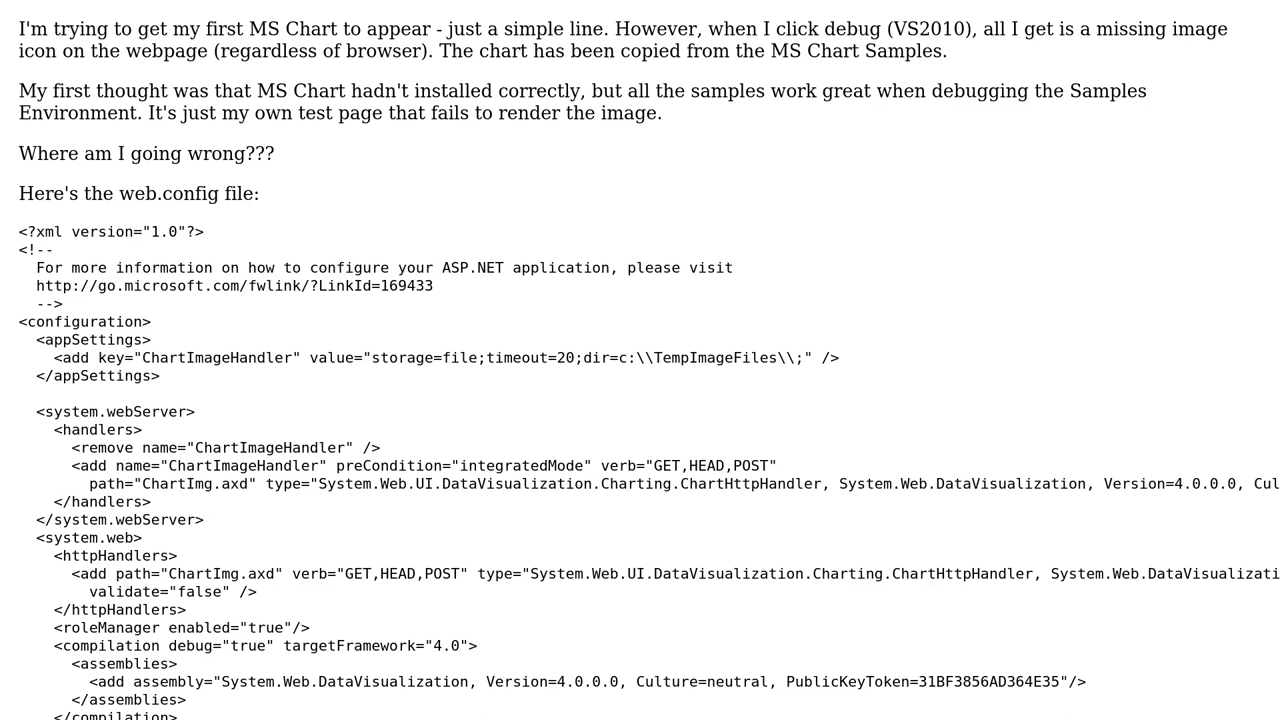 I'm trying to get my first MS Chart to appear - just a simple line. However, when I click debug (VS2010), all I get is a missing image
icon on the webpage (regardless of browser). The chart has been copied from the MS Chart Samples.
My first thought was that MS Chart hadn't installed correctly, but all the samples work great when debugging the Samples
Environment. It's just my own test page that fails to render the image.
Where am I going wrong???
Here's the web.config file:
<?xml version="1.0"?>
<!--
  For more information on how to configure your ASP.NET application, please visit
  http://go.microsoft.com/fwlink/?LinkId=169433
  -->
<configuration>
  <appSettings>
    <add key="ChartImageHandler" value="storage=file;timeout=20;dir=c:\\TempImageFiles\\;" />
  </appSettings>
  <system.webServer>
    <handlers>
      <remove name="ChartImageHandler" />
      <add name="ChartImageHandler" preCondition="integratedMode" verb="GET,HEAD,POST"
        path="ChartImg.axd" type="System.Web.UI.DataVisualization.Charting.ChartHttpHandler, System.Web.DataVisualization, Version=4.0.0.0, Cul
    </handlers>
  </system.webServer>
  <system.web>
    <httpHandlers>
      <add path="ChartImg.axd" verb="GET,HEAD,POST" type="System.Web.UI.DataVisualization.Charting.ChartHttpHandler, System.Web.DataVisualizati
        validate="false" />
    </httpHandlers>
    <roleManager enabled="true"/>
    <compilation debug="true" targetFramework="4.0">
      <assemblies>
        <add assembly="System.Web.DataVisualization, Version=4.0.0.0, Culture=neutral, PublicKeyToken=31BF3856AD364E35"/>
      </assemblies>
    </compilation>